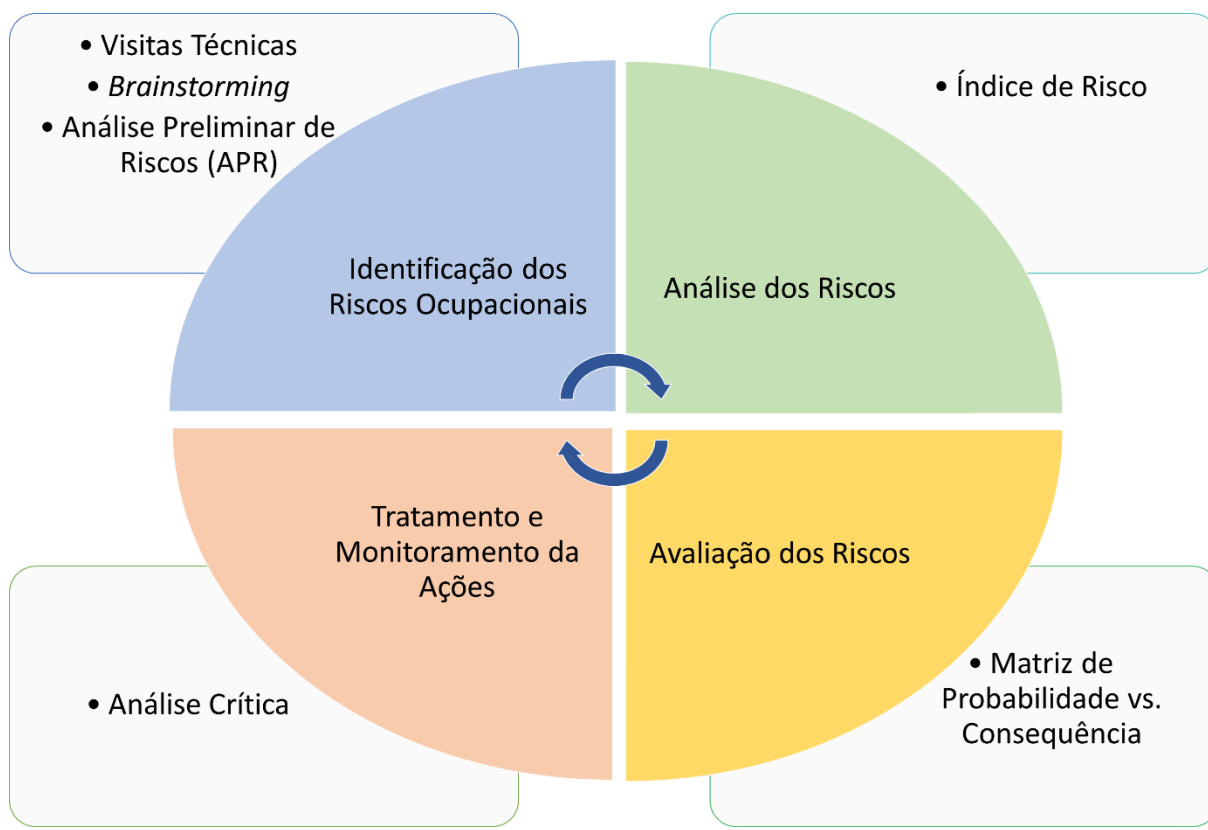 • Visitas Técnicas
• Brainstorming
• Análise Preliminar de
Riscos (APR)
• Índice de Risco
Identificação dos
Riscos Ocupacionais
Análise dos Riscos
Tratamento e
Monitoramento da
Ações
Avaliação dos Riscos
• Análise Crítica
• Matriz de
Probabilidade vs.
Consequência